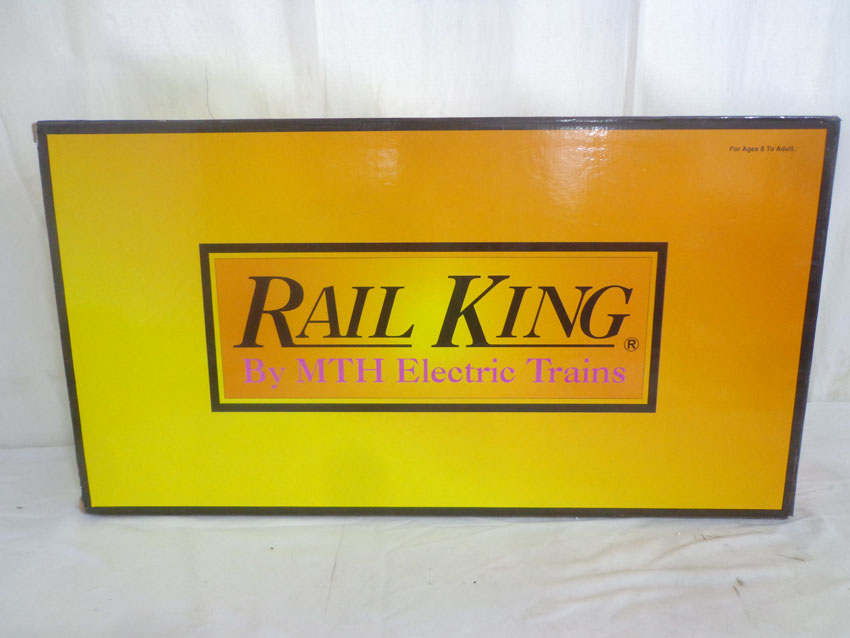 For Ages 8 To Adult.
RAIL KING ®
By MTH Electric Trains